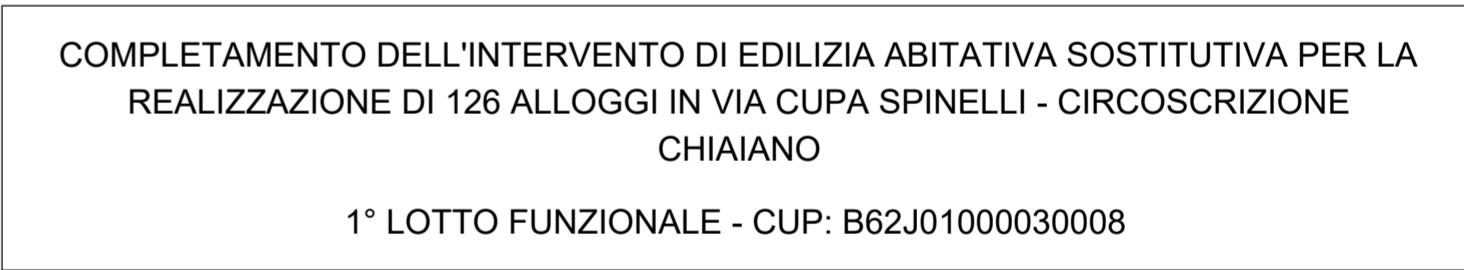 COMPLETAMENTO DELL'INTERVENTO DI EDILIZIA ABITATIVA SOSTITUTIVA PER LA
REALIZZAZIONE DI 126 ALLOGGI IN VIA CUPA SPINELLI - CIRCOSCRIZIONE
CHIAIANO
1° LOTTO FUNZIONALE - CUP: B62J01000030008